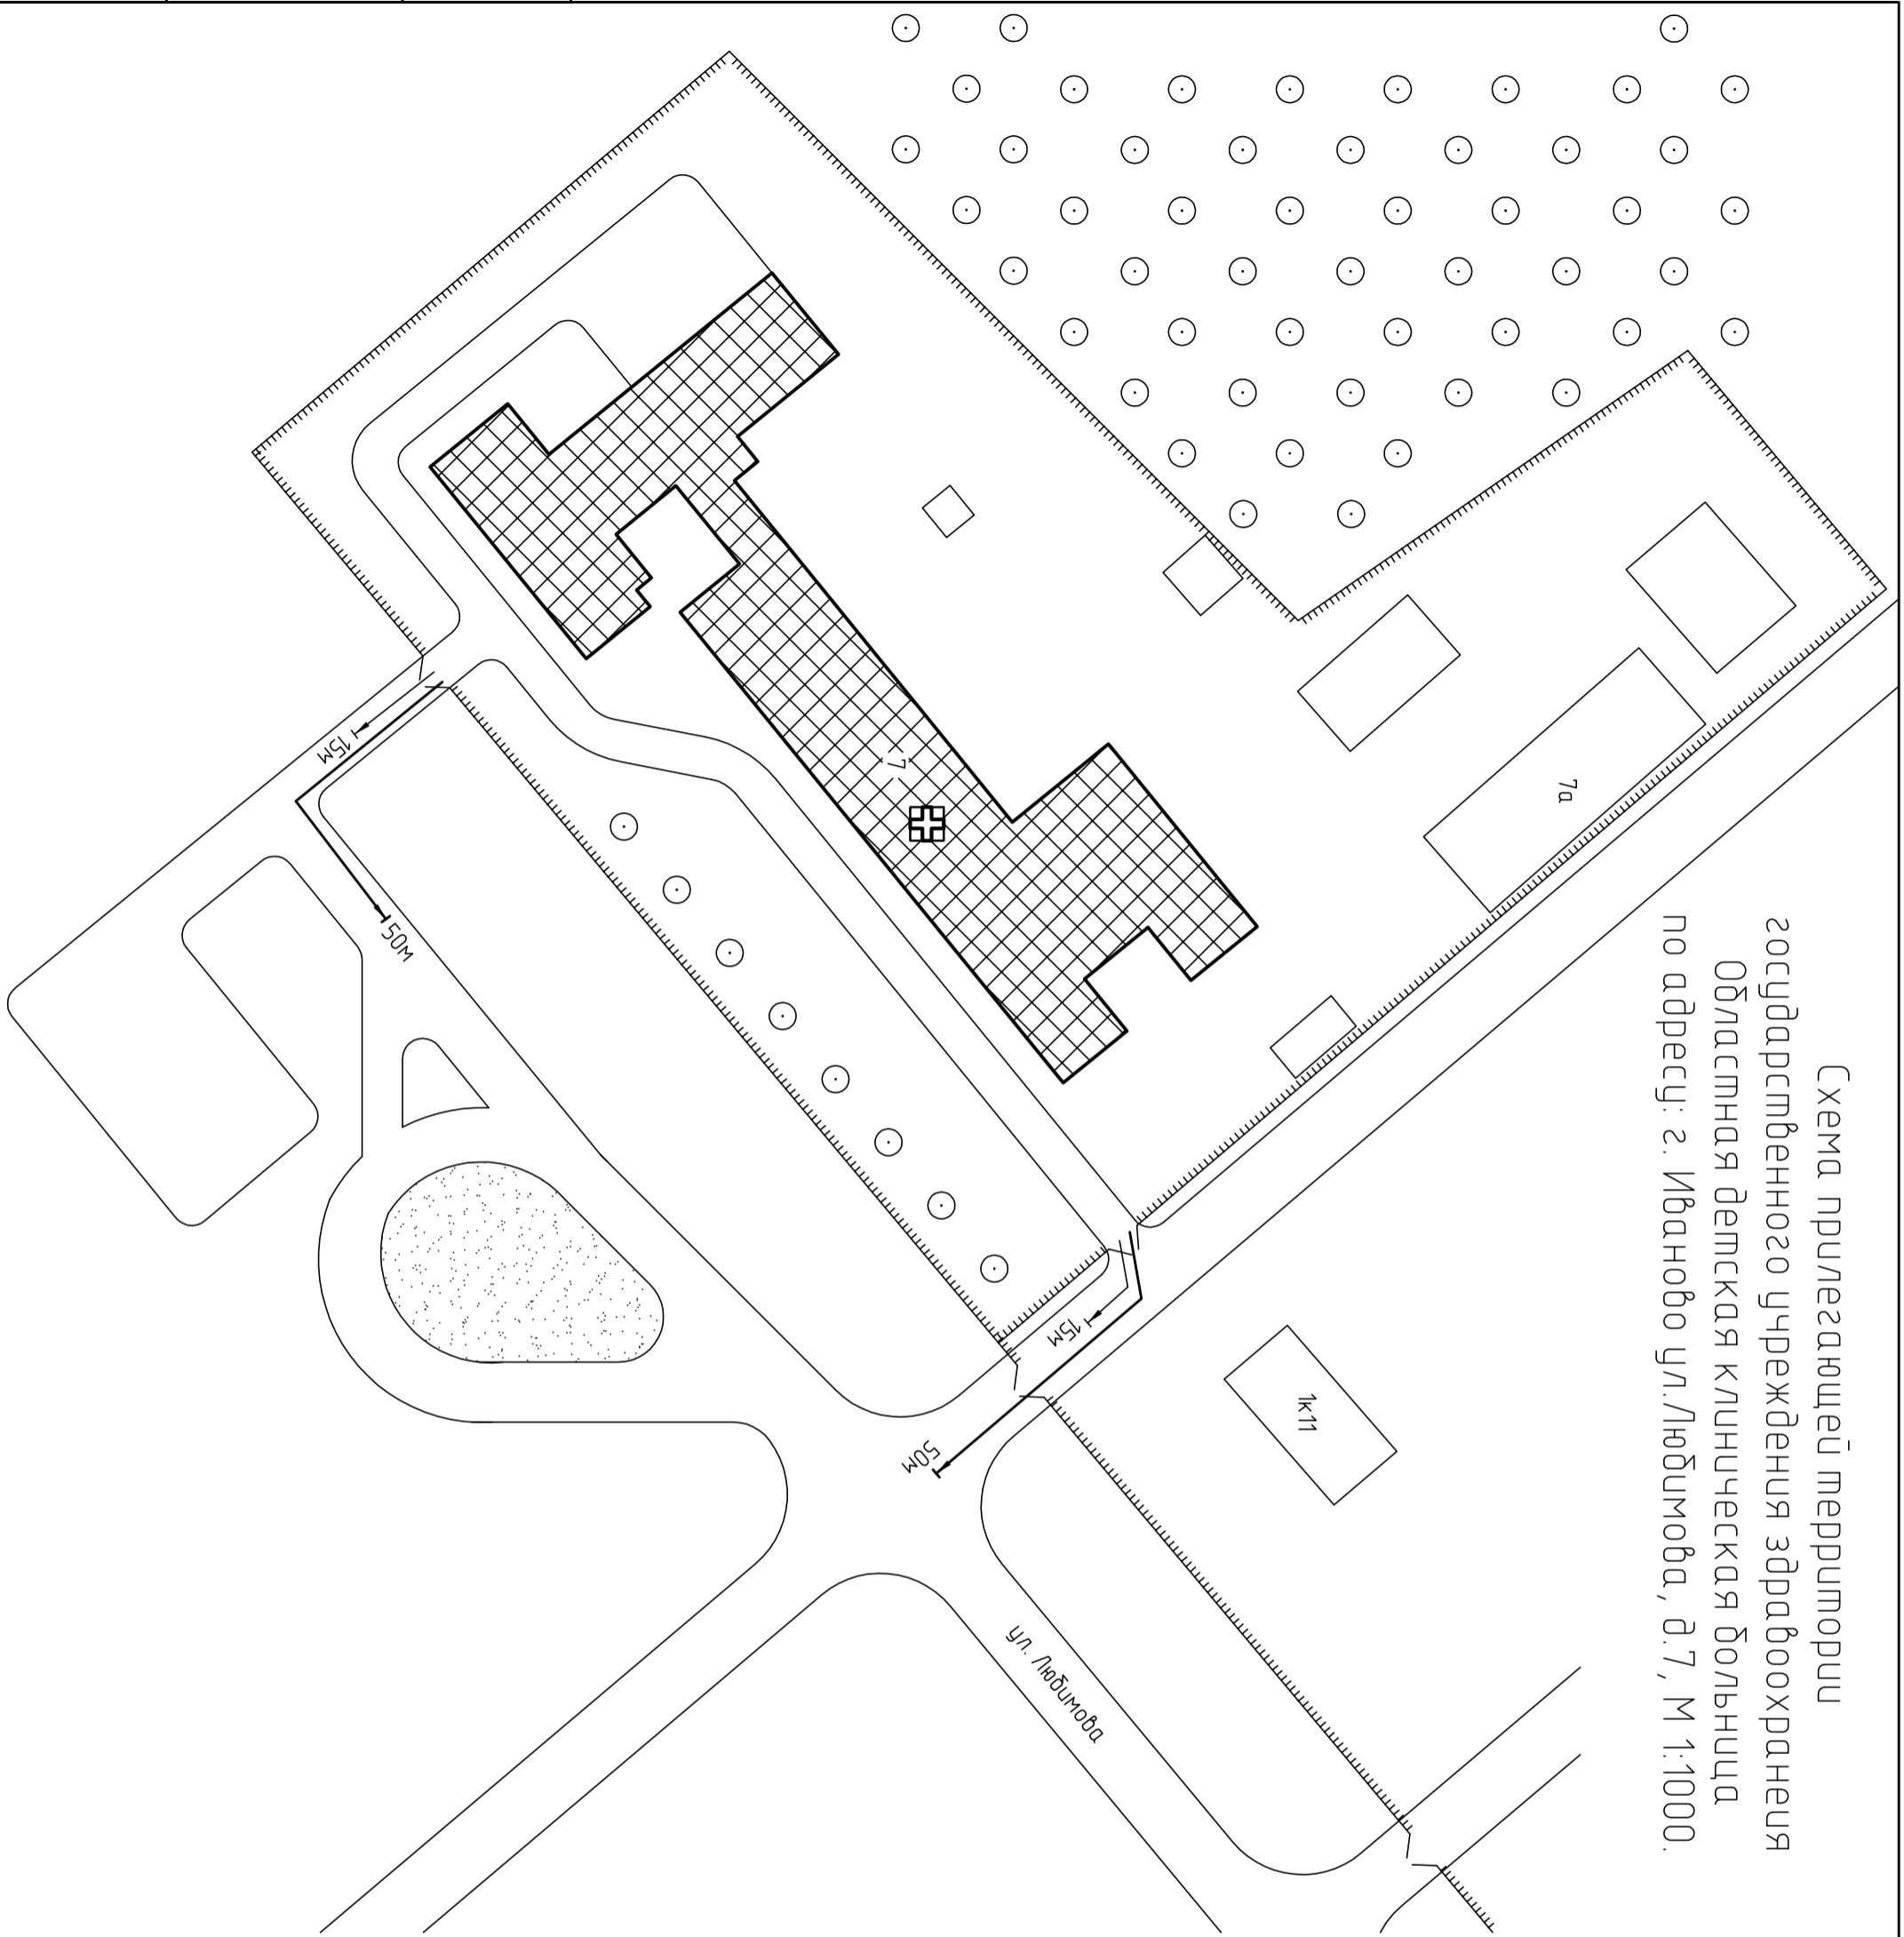 Схема прилегающей территории
государственного учреждения здравоохранения
Областная детская клиническая больница
по адресу: г. Иваново ул.Любимова, д.7, М 1:1000.
7а
7
15м
50м
15м
50м
1к11
ул. Любимова